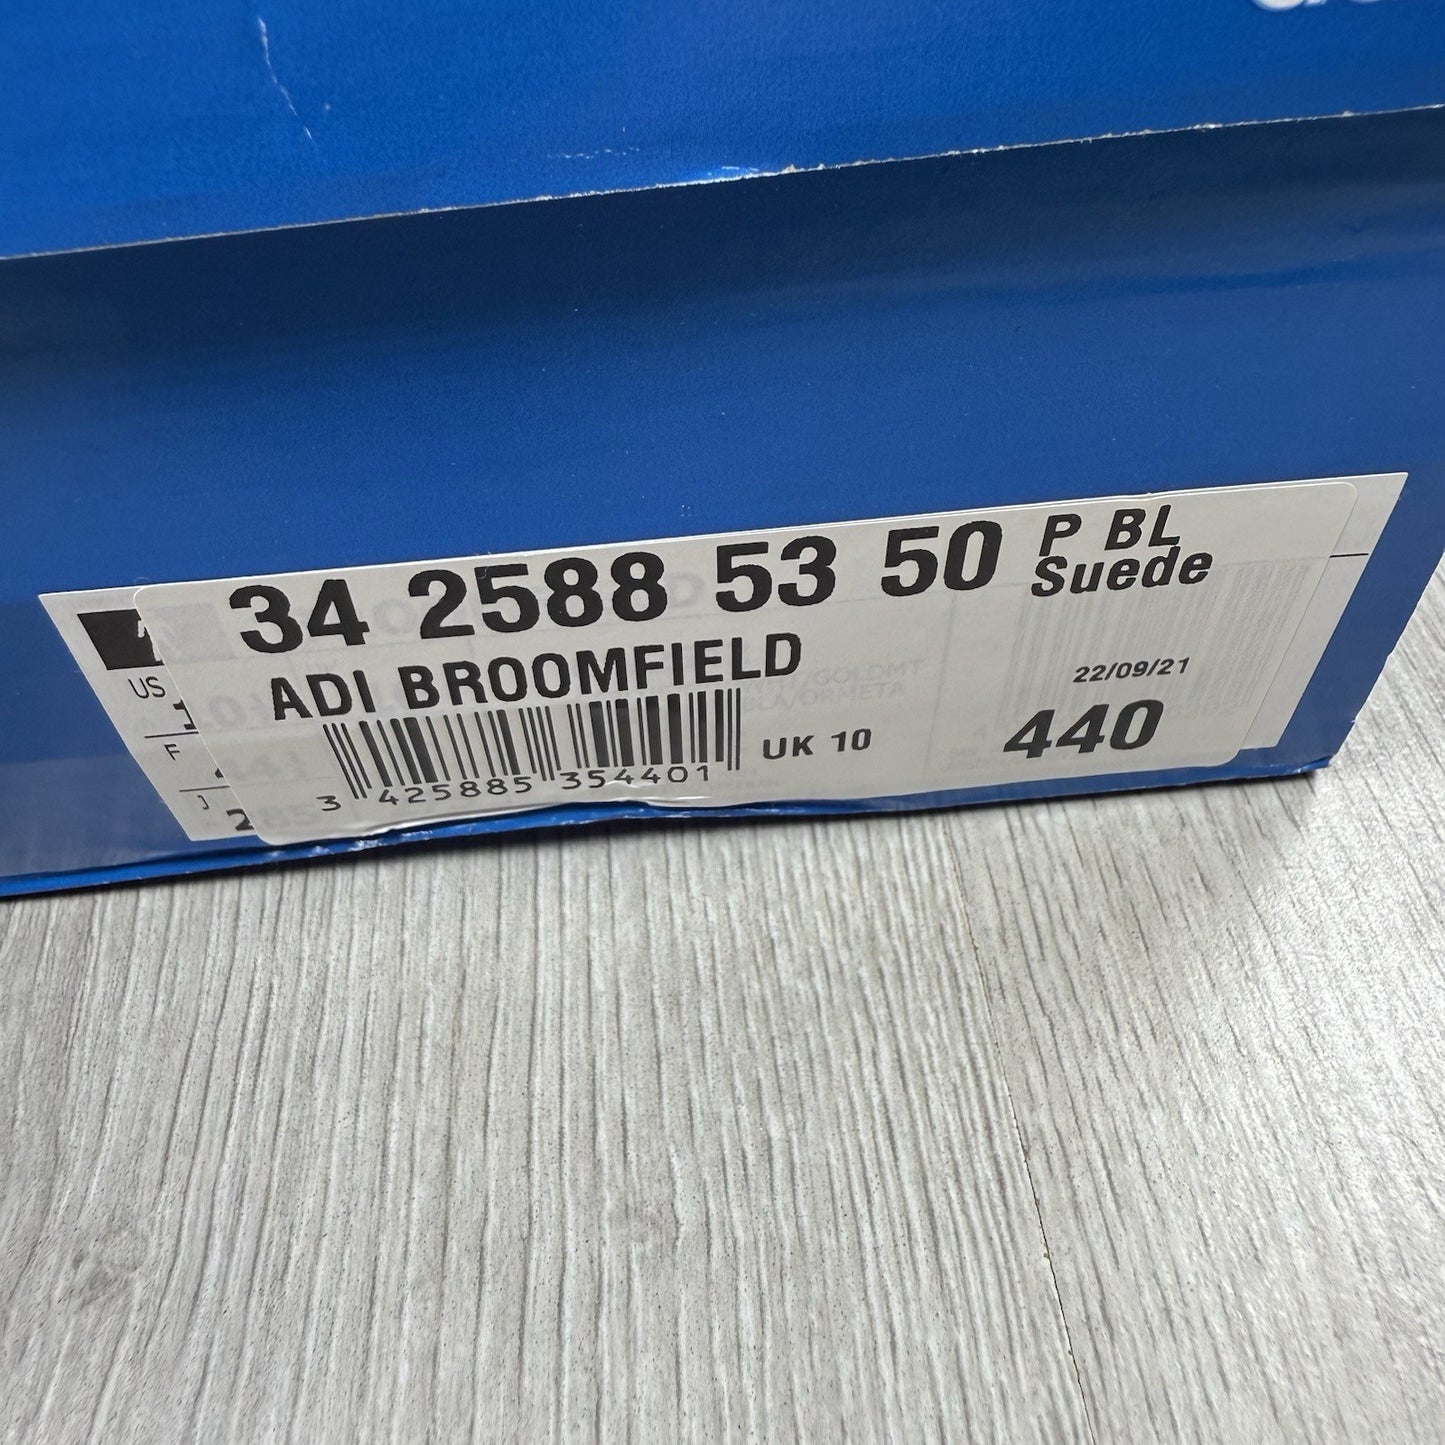 34 2588 53 50 P BL
Suede
ADI BROOMFIELD
22/09/21
UK 10
440
3 425885 354401
US
F
J